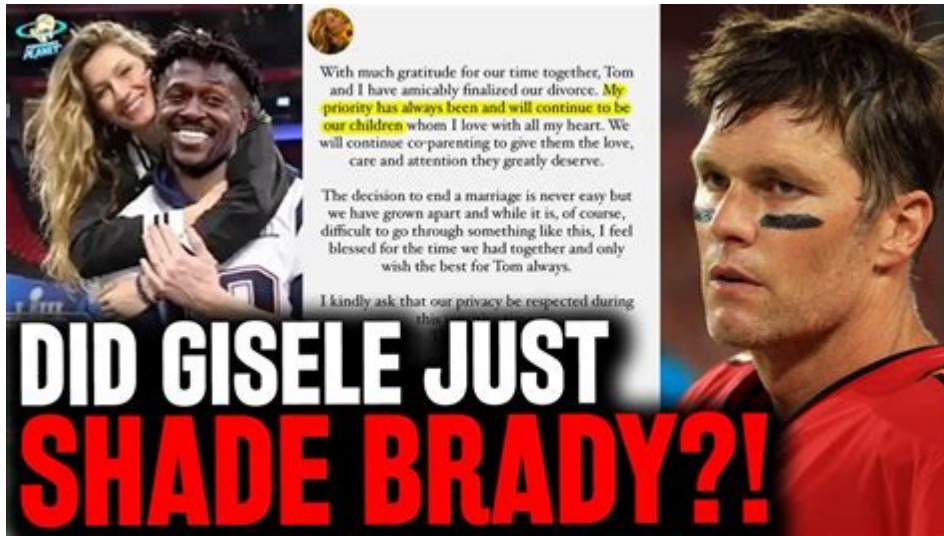 PLANET
With much gratitude for our time together, Tom
and I have amicably finalized our divorce. My
priority has always been and will continue to be
our children whom I love with all my heart. We
will continue co-parenting to give them the love,
care and attention they greatly deserve.
The decision to end a marriage is never easy but
we have grown apart and while it is, of course,
difficult to go through something like this, I feel
blessed for the time we had together and only
wish the best for Tom always.
I kindly ask that our privacy be respected during
this
LIII
DID GISELE JUST
SHADE BRADY?!